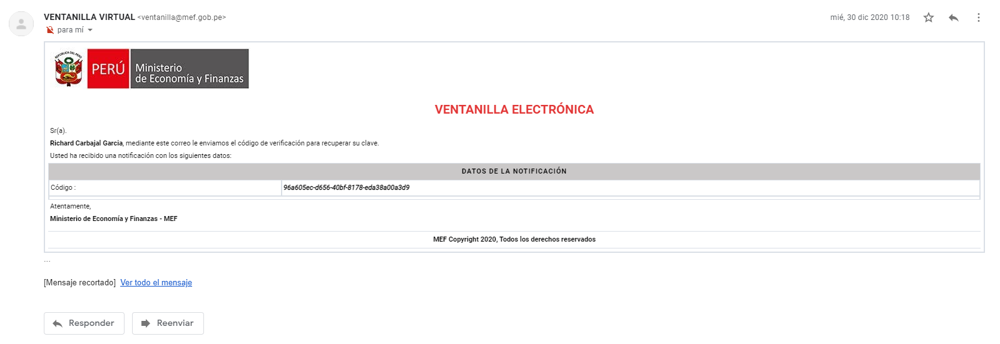 VENTANILLA VIRTUAL <ventanilla@mef.gob.pe>
mié, 30 dic 2020 10:18
para mí
REPÚBLICA DEL PERÚ
PERÚ
Ministerio
de Economía y Finanzas
VENTANILLA ELECTRÓNICA
Sr(a).
Richard Carbajal Garcia, mediante este correo le enviamos el código de verificación para recuperar su clave.
Usted ha recibido una notificación con los siguientes datos:
DATOS DE LA NOTIFICACIÓN
Código : 96a605ec-d656-40bf-8178-eda38a00a3d9
Atentamente,
Ministerio de Economía y Finanzas - MEF
MEF Copyright 2020, Todos los derechos reservados
...
[Mensaje recortado] Ver todo el mensaje
Responder
Reenviar